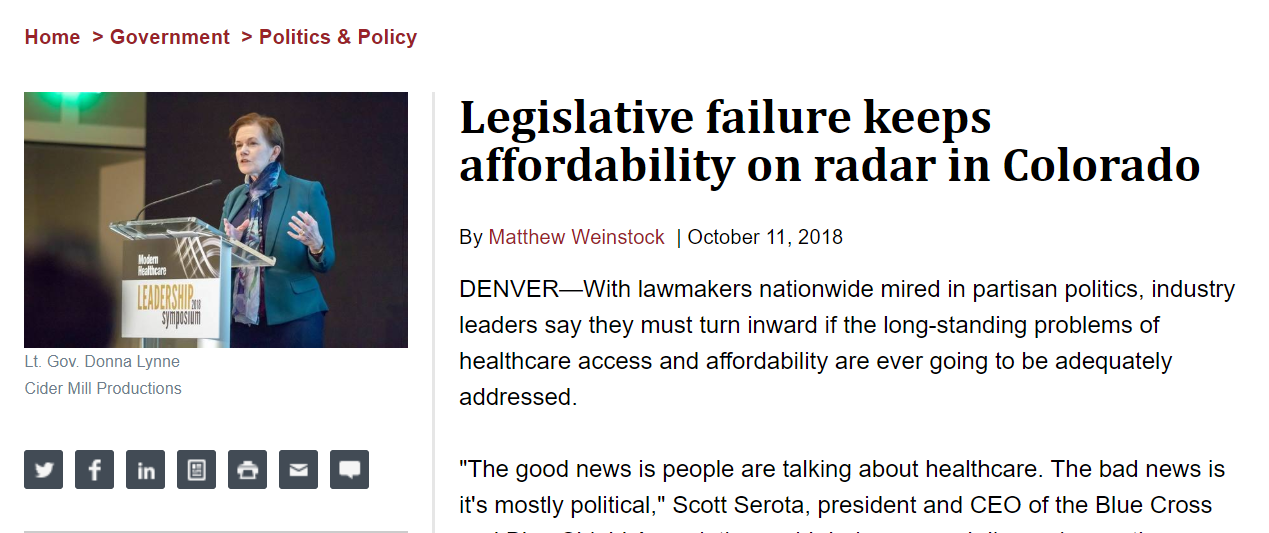 Home > Government > Politics & Policy
Modern
Healthcare
LEADERSHIP 2018
symposium
Lt. Gov. Donna Lynne
Cider Mill Productions
Legislative failure keeps
affordability on radar in Colorado
By Matthew Weinstock | October 11, 2018
DENVER—With lawmakers nationwide mired in partisan politics, industry
leaders say they must turn inward if the long-standing problems of
healthcare access and affordability are ever going to be adequately
addressed.
"The good news is people are talking about healthcare. The bad news is
it's mostly political," Scott Serota, president and CEO of the Blue Cross